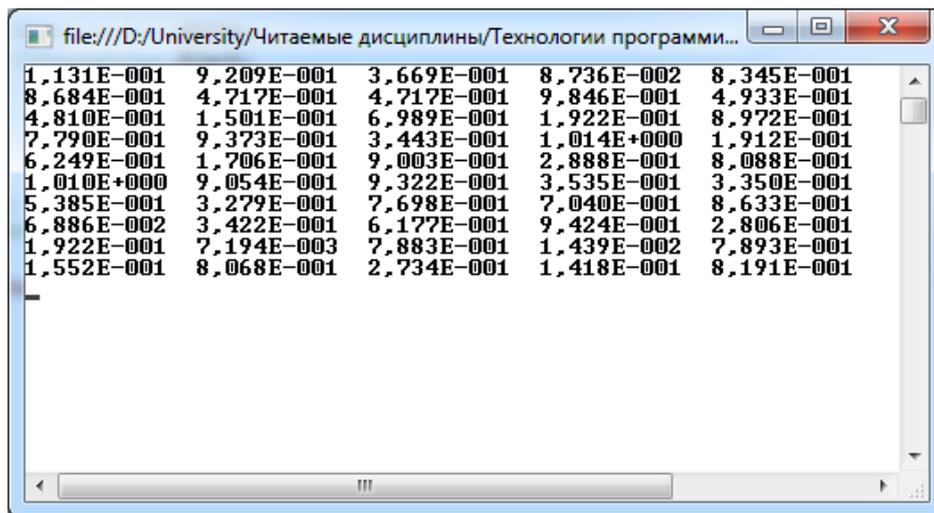 file:///D:/University/Читаемые дисциплины/Технологии программи...
1,131E-001 9,209E-001 3,669E-001 8,736E-002 8,345E-001
8,684E-001 4,717E-001 4,717E-001 9,846E-001 4,933E-001
4,810E-001 1,501E-001 6,989E-001 1,922E-001 8,972E-001
7,790E-001 9,373E-001 3,443E-001 1,014E+000 1,912E-001
6,249E-001 1,706E-001 9,003E-001 2,888E-001 8,088E-001
1,010E+000 9,054E-001 9,322E-001 3,535E-001 3,350E-001
5,385E-001 3,279E-001 7,698E-001 7,040E-001 8,633E-001
6,886E-002 3,422E-001 6,177E-001 9,424E-001 2,806E-001
1,922E-001 7,194E-003 7,883E-001 1,439E-002 7,893E-001
1,552E-001 8,068E-001 2,734E-001 1,418E-001 8,191E-001